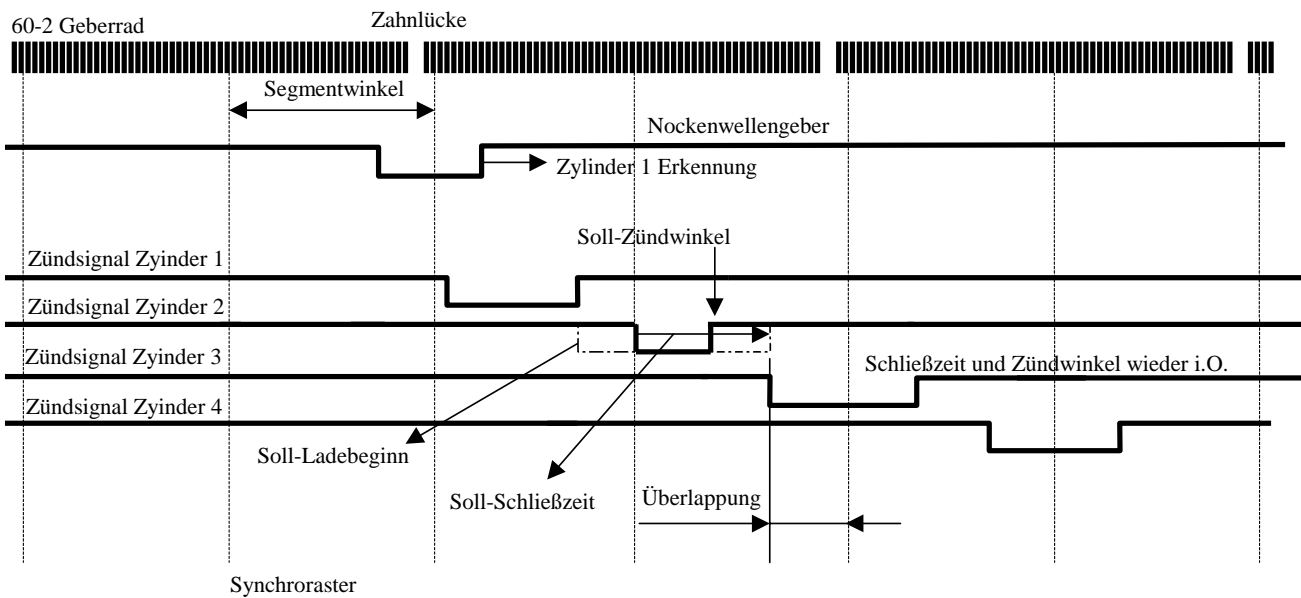 60-2 Geberrad
Zahnlücke
Segmentwinkel
Nockenwellengeber
Zylinder 1 Erkennung
Soll-Zündwinkel
Zündsignal Zyinder 1
Zündsignal Zyinder 2
Zündsignal Zyinder 3
Schließzeit und Zündwinkel wieder i.O.
Zündsignal Zyinder 4
Soll-Ladebeginn
Soll-Schließzeit
Überlappung
Synchroraster